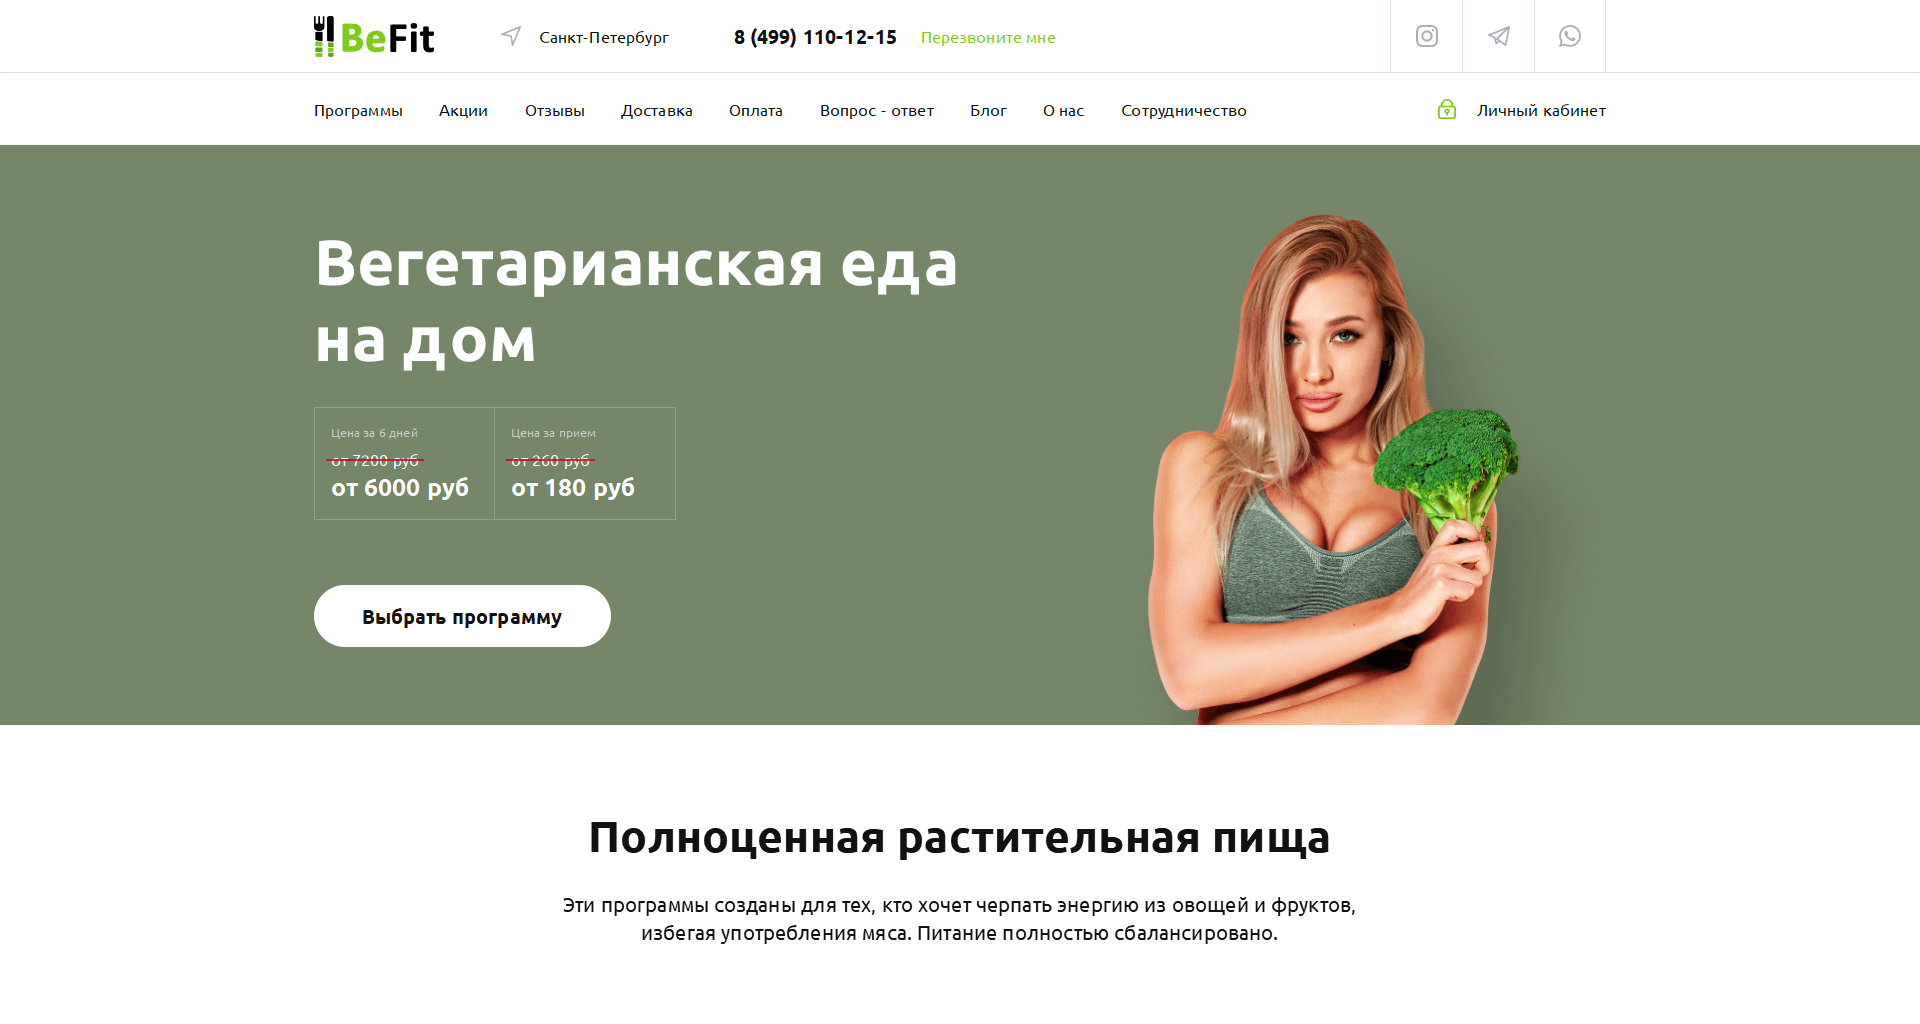 BeFit
Санкт-Петербург
8 (499) 110-12-15
Перезвоните мне
Программы
Акции
Отзывы
Доставка
Оплата
Вопрос - ответ
Блог
О нас
Сотрудничество
Личный кабинет
Вегетарианская еда
на дом
Цена за 6 дней
от 7200 руб
от 6000 руб
Цена за прием
от 260 руб
от 180 руб
Выбрать программу
Полноценная растительная пища
Эти программы созданы для тех, кто хочет черпать энергию из овощей и фруктов,
избегая употребления мяса. Питание полностью сбалансировано.